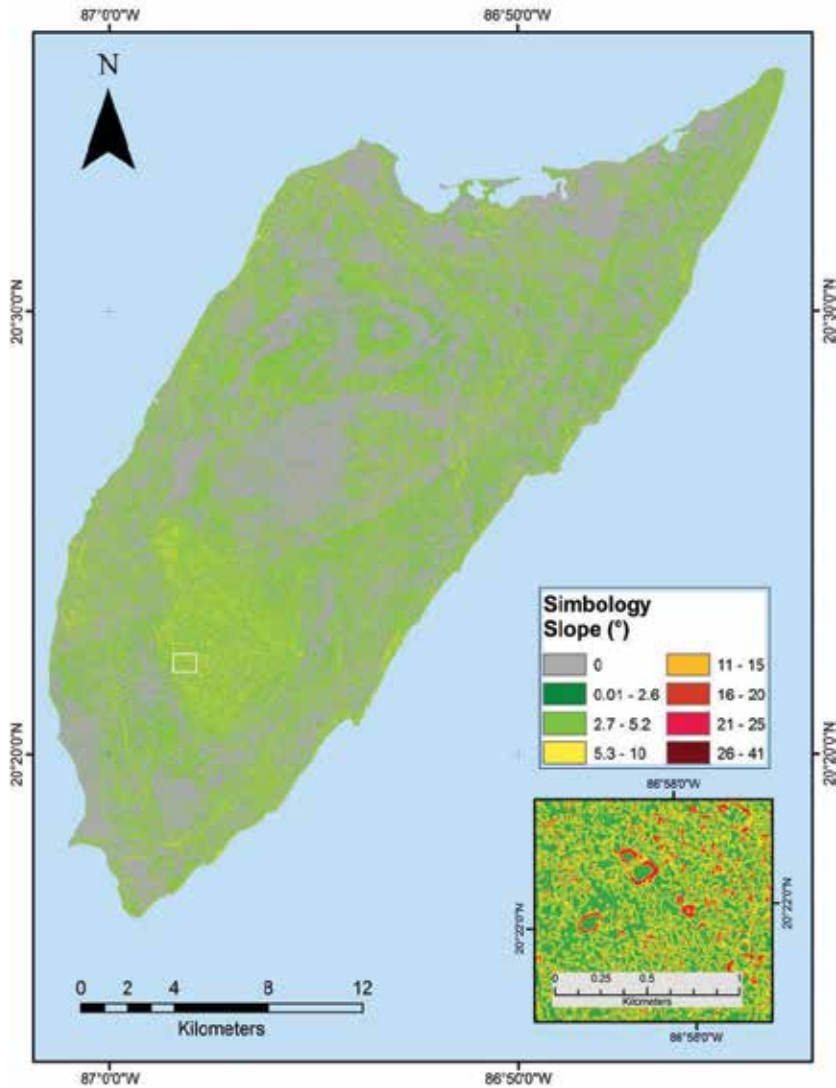 87°0'0"W 86°50'0"W
N
20°30'0"N 20°30'0"N
Simbology
Slope (°)
0 11 - 15
0.01 - 2.6 16 - 20
2.7 - 5.2 21 - 25
5.3 - 10 26 - 41
20°20'0"N 20°20'0"N
86°58'0"W
20°22'0"N 20°22'0"N
0 0.25 0.5 1
Kilometers
86°58'0"W
0 2 4 8 12
Kilometers
87°0'0"W 86°50'0"W